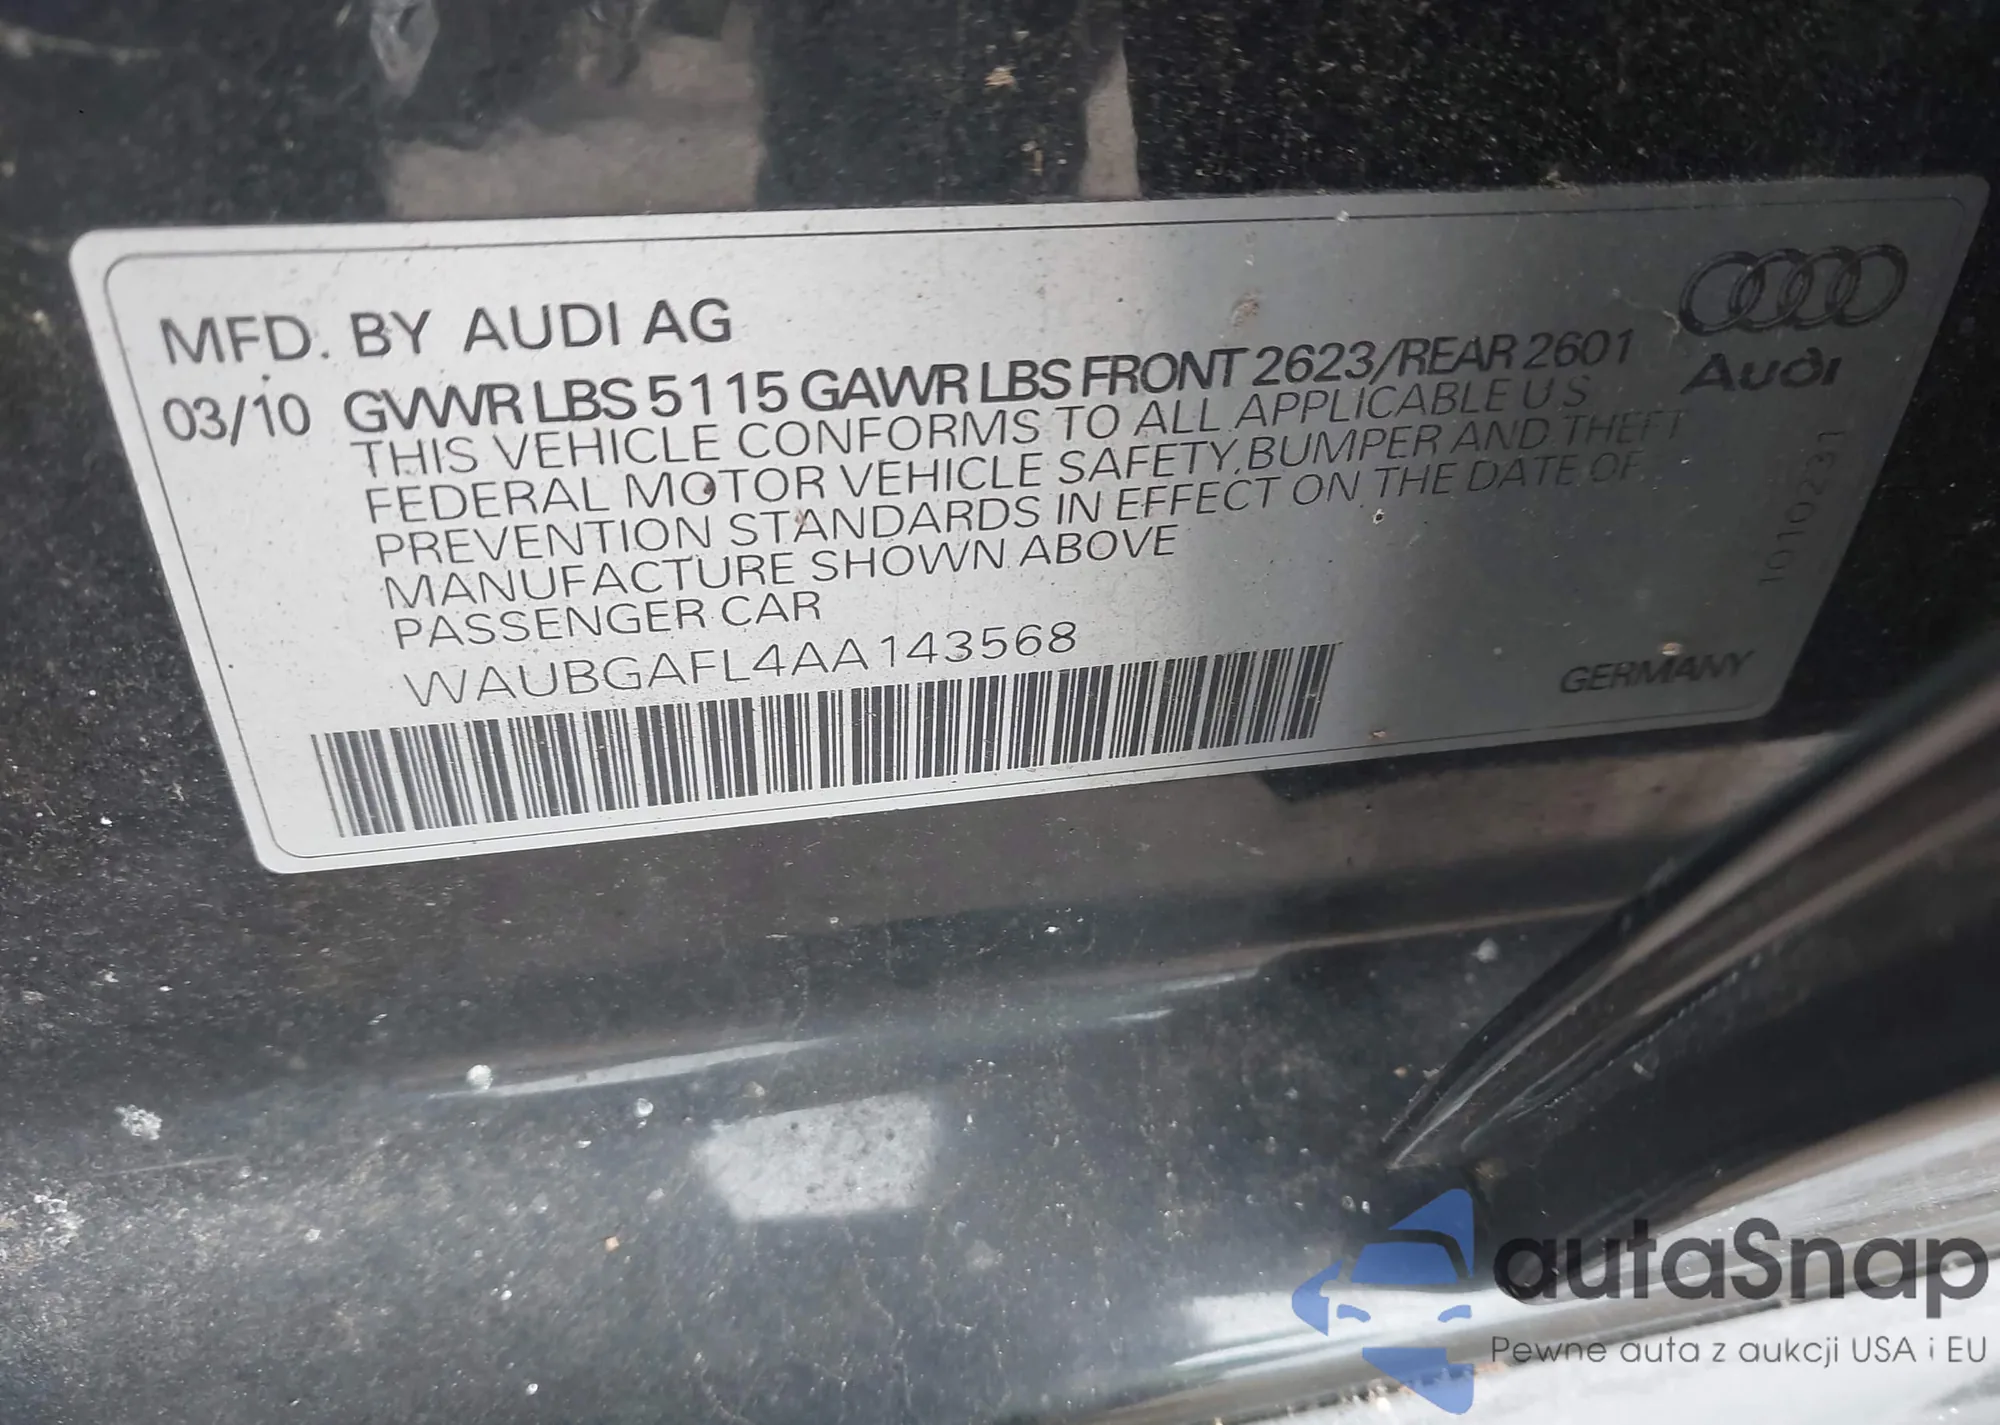 MFD. BY AUDI AG
03/10 GVWR LBS 5115 GAWR LBS FRONT 2623/REAR 2601
THIS VEHICLE CONFORMS TO ALL APPLICABLE U S
FEDERAL MOTOR VEHICLE SAFETY, BUMPER AND THEFT
PREVENTION STANDARDS IN EFFECT ON THE DATE OF
MANUFACTURE SHOWN ABOVE
PASSENGER CAR
WAUBGAFL4AA143568
Audi
10110231
GERMANY
autaSnap
Pewne auta z aukcji USA i EU